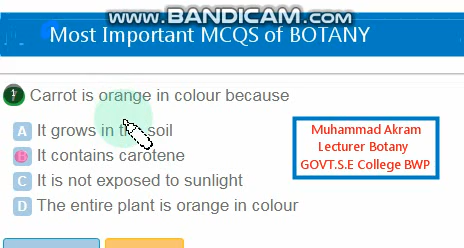 www.BANDICAM.com
Most Important MCQS of BOTANY
Carrot is orange in colour because
A It grows in the soil
B It contains carotene
C It is not exposed to sunlight
D The entire plant is orange in colour
Muhammad Akram
Lecturer Botany
GOVT.S.E College BWP